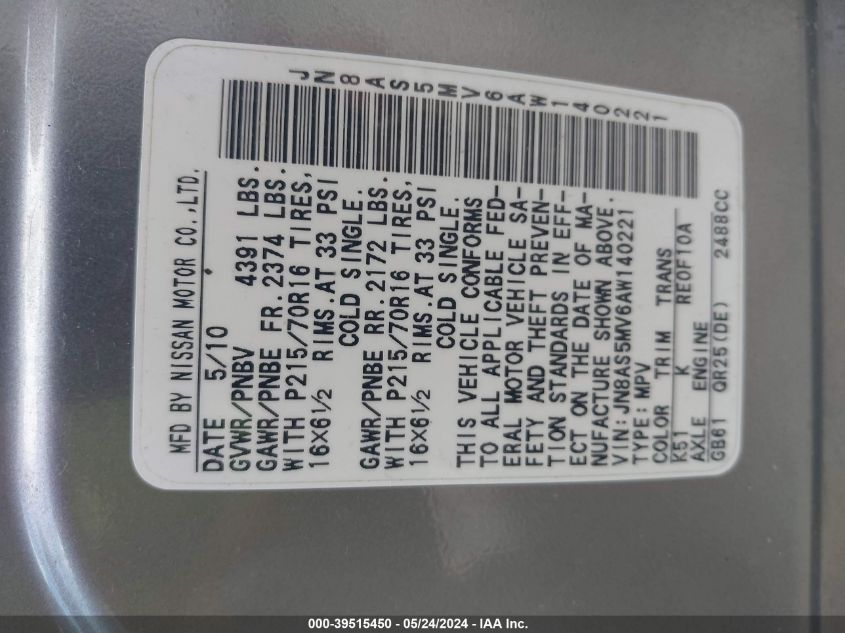 MFD BY NISSAN MOTOR CO.,LTD.
DATE 5/10
GVWR/PNBV 4391 LBS.
GAWR/PNBE FR.2374 LBS.
WITH P215/70R16 TIRES,
16X6½ RIMS.AT 33 PSI
COLD SINGLE.
GAWR/PNBE RR.2172 LBS.
WITH P215/70R16 TIRES,
16X6½ RIMS.AT 33 PSI
COLD SINGLE.
THIS VEHICLE CONFORMS
TO ALL APPLICABLE FED-
ERAL MOTOR VEHICLE SA-
FETY AND THEFT PREVEN-
TION STANDARDS IN EFF-
ECT ON THE DATE OF MA-
NUFACTURE SHOWN ABOVE.
VIN:JN8AS5MV6AW140221
TYPE:MPV
COLOR TRIM TRANS
K51 K RE0F10A
AXLE ENGINE
GB61 QR25(DE) 2488CC
JN8AS5MV6AW140221
000-39515450 - 05/24/2024 - IAA Inc.